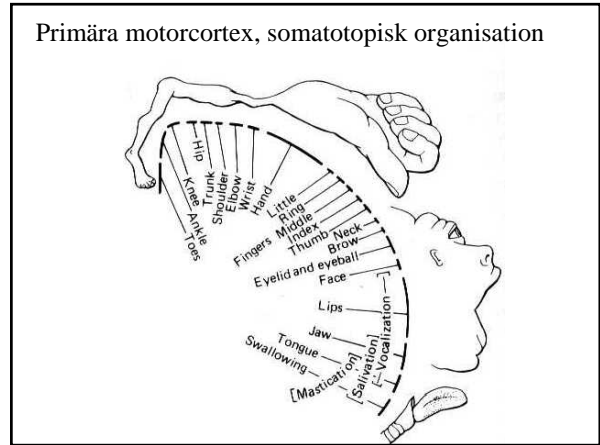 Primära motorcortex, somatotopisk organisation
Toes
Ankle
Knee
Hip
Trunk
Shoulder
Elbow
Wrist
Hand
Little
Ring
Middle
Index
Thumb
Fingers
Neck
Brow
Eyelid and eyeball
Face
Lips
Jaw
Tongue
Swallowing
[Mastication]
[Salivation]
[Vocalization]